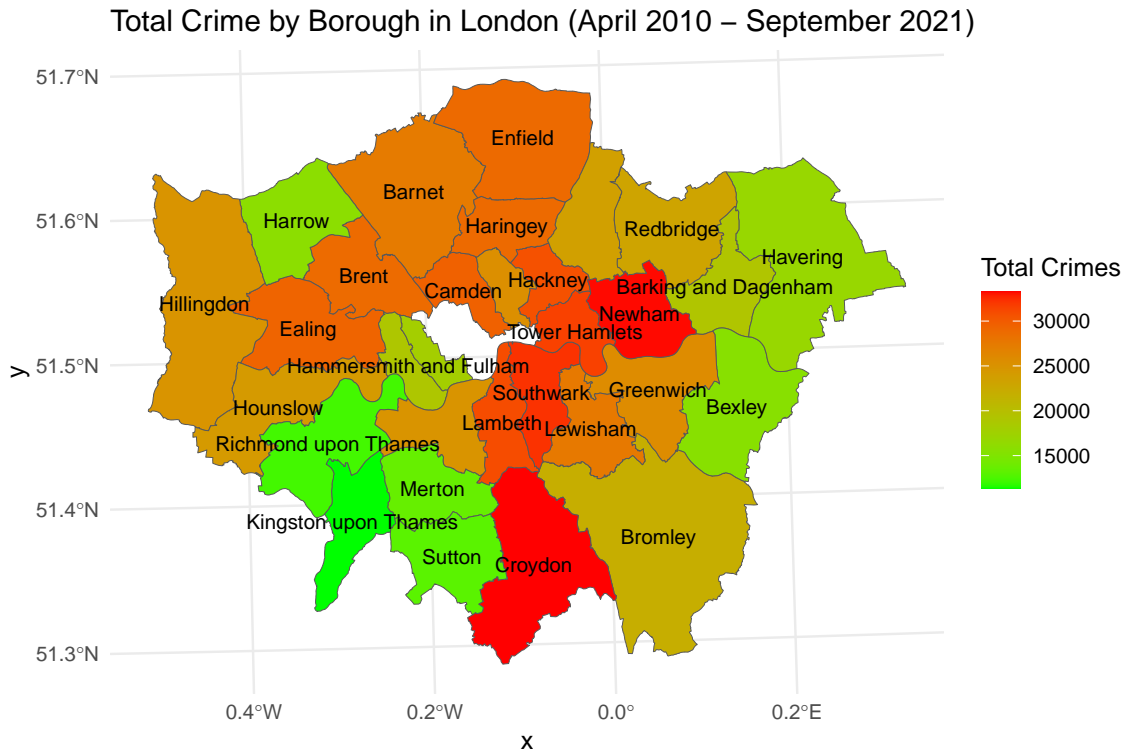 Total Crime by Borough in London (April 2010 − September 2021)
51.7°N
51.6°N
51.5°N
51.4°N
51.3°N
y
Enfield
Barnet
Harrow
Haringey
Redbridge
Havering
Brent
Hackney
Camden
Barking and Dagenham
Hillingdon
Newham
Ealing
Tower Hamlets
Hammersmith and Fulham
Southwark
Greenwich
Hounslow
Bexley
Lambeth
Lewisham
Richmond upon Thames
Merton
Kingston upon Thames
Bromley
Sutton
Croydon
0.4°W
0.2°W
0.0°
0.2°E
x
Total Crimes
30000
25000
20000
15000